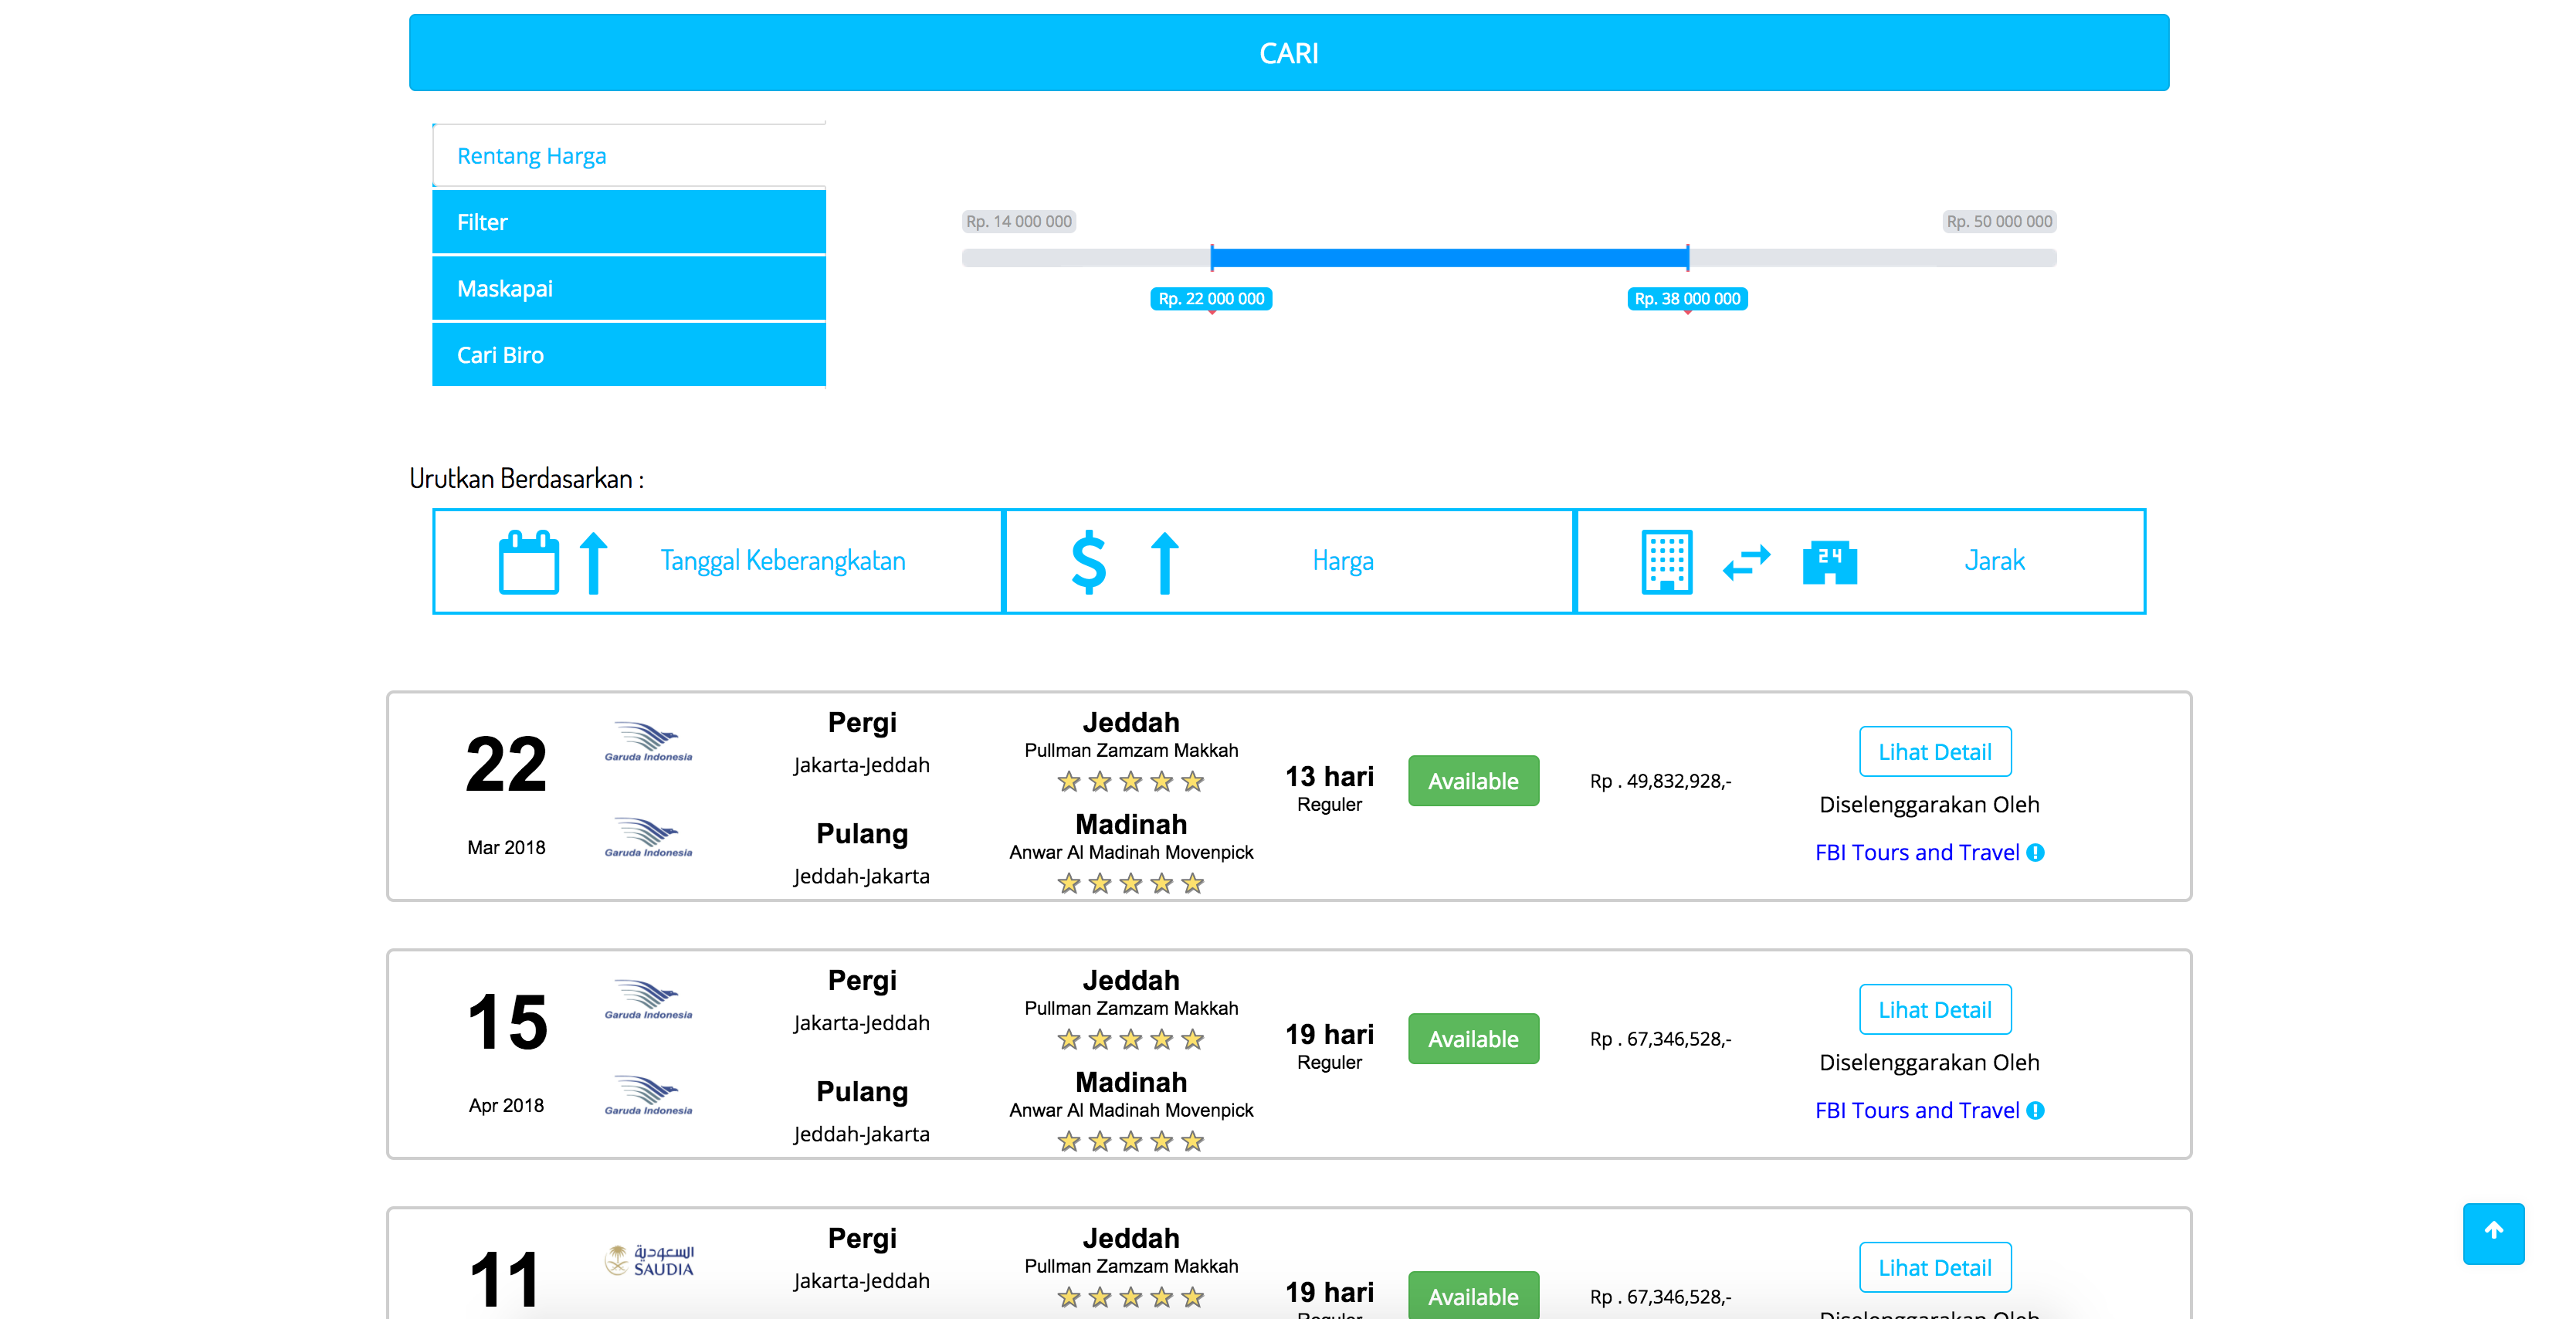 CARI
Rentang Harga
Filter
Maskapai
Cari Biro
Rp. 14 000 000
Rp. 50 000 000
Rp. 22 000 000
Rp. 38 000 000
Urutkan Berdasarkan :
Tanggal Keberangkatan
Harga
24
Jarak
22
Mar 2018
Garuda Indonesia
Garuda Indonesia
Pergi
Jakarta-Jeddah
Pulang
Jeddah-Jakarta
Jeddah
Pullman Zamzam Makkah
Madinah
Anwar Al Madinah Movenpick
13 hari
Reguler
Available
Rp . 49,832,928,-
Lihat Detail
Diselenggarakan Oleh
FBI Tours and Travel
15
Apr 2018
Garuda Indonesia
Garuda Indonesia
Pergi
Jakarta-Jeddah
Pulang
Jeddah-Jakarta
Jeddah
Pullman Zamzam Makkah
Madinah
Anwar Al Madinah Movenpick
19 hari
Reguler
Available
Rp . 67,346,528,-
Lihat Detail
Diselenggarakan Oleh
FBI Tours and Travel
11
السعودية
SAUDIA
Pergi
Jakarta-Jeddah
Jeddah
Pullman Zamzam Makkah
19 hari
Reguler
Available
Rp . 67,346,528,-
Lihat Detail
Diselenggarakan Oleh